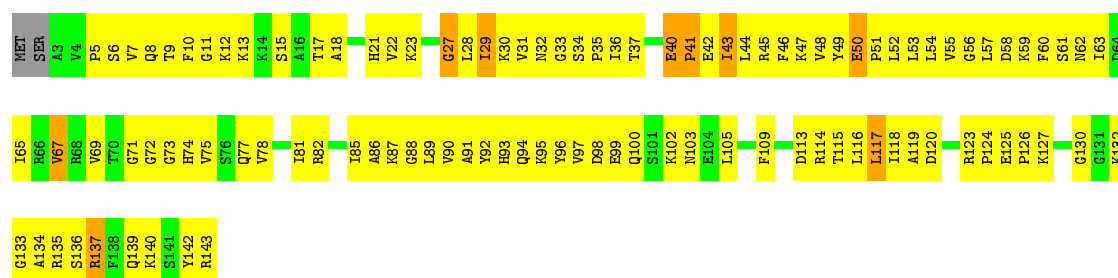 MET SER A3 V4 P5 S6 V7 Q8 T9 F10 G11 K12 K13 K14 S15 A16 T17 A18 H21 V22 K23 G27 L28 I29 K30 V31 N32 G33 S34 P35 I36 T37 E40 P41 E42 I43 L44 R45 F46 K47 V48 Y49 E50 P51 L52 L53 L54 V55 G56 L57 D58 K59 F60 S61 N62 I63 D64
I65 R66 V67 R68 V69 T70 G71 G72 G73 H74 V75 S76 Q77 V78 I81 R82 I85 A86 K87 G88 L89 V90 A91 Y92 H93 Q94 K95 Y96 V97 D98 E99 Q100 S101 K102 N103 E104 L105 F109 D113 R114 T115 L116 L117 I118 A119 D120 R123 P124 E125 P126 K127 G130 G131 K132
G133 A134 R135 S136 R137 F138 Q139 K140 S141 Y142 R143